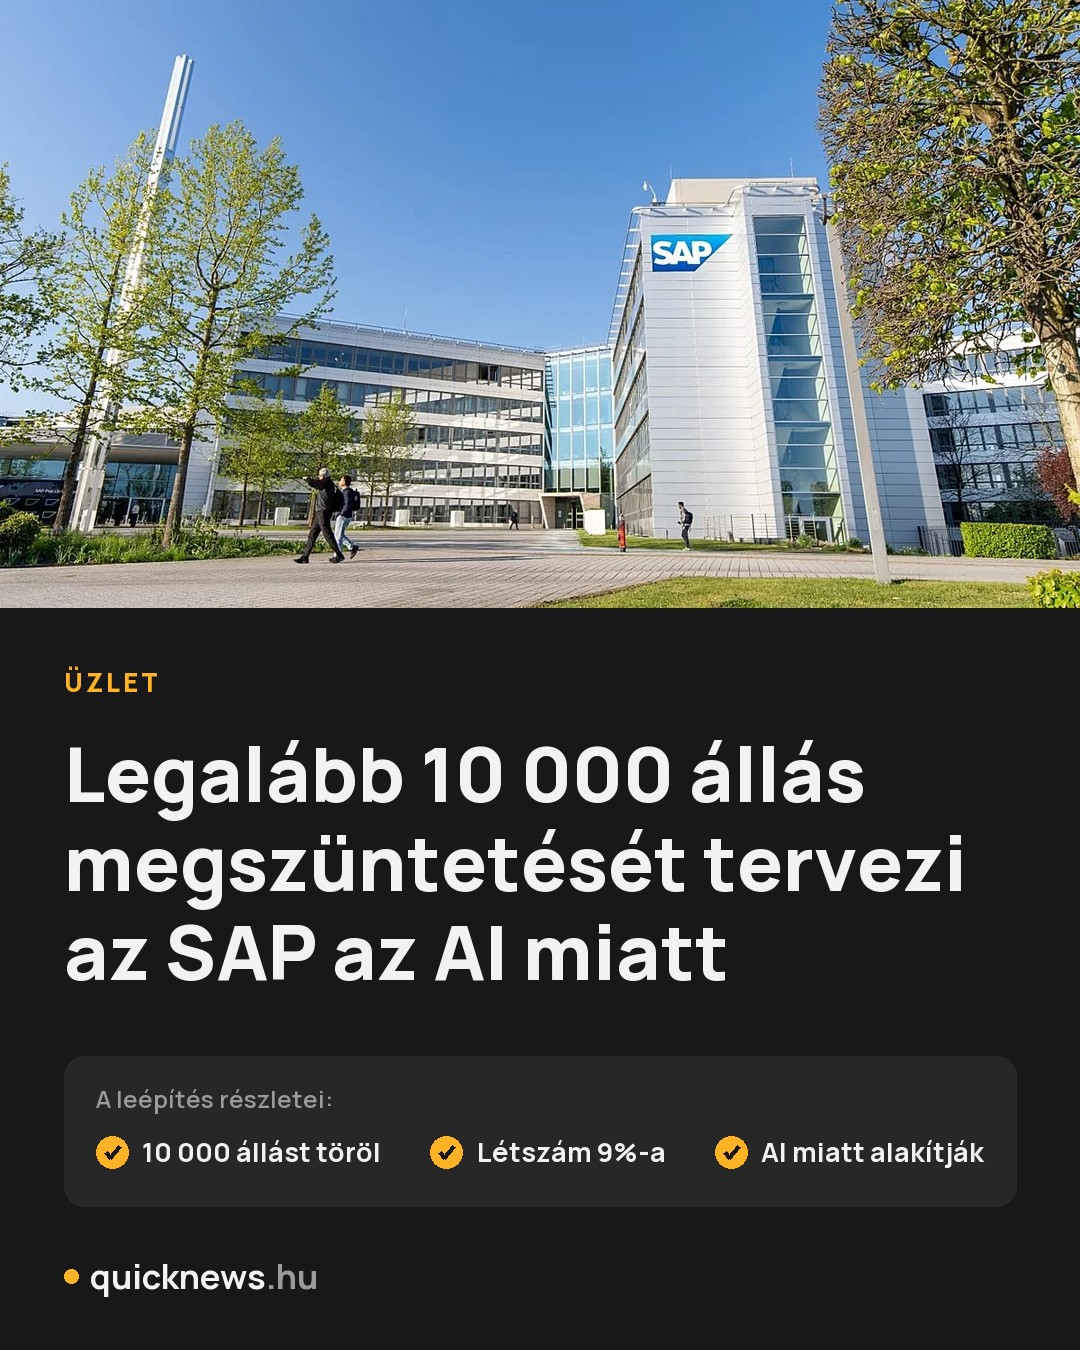 SAP
ÜZLET
Legalább 10 000 állás
megszüntetését tervezi
az SAP az AI miatt
A leépítés részletei:
10 000 állást töröl
Létszám 9%-a
AI miatt alakítják
quicknews.hu